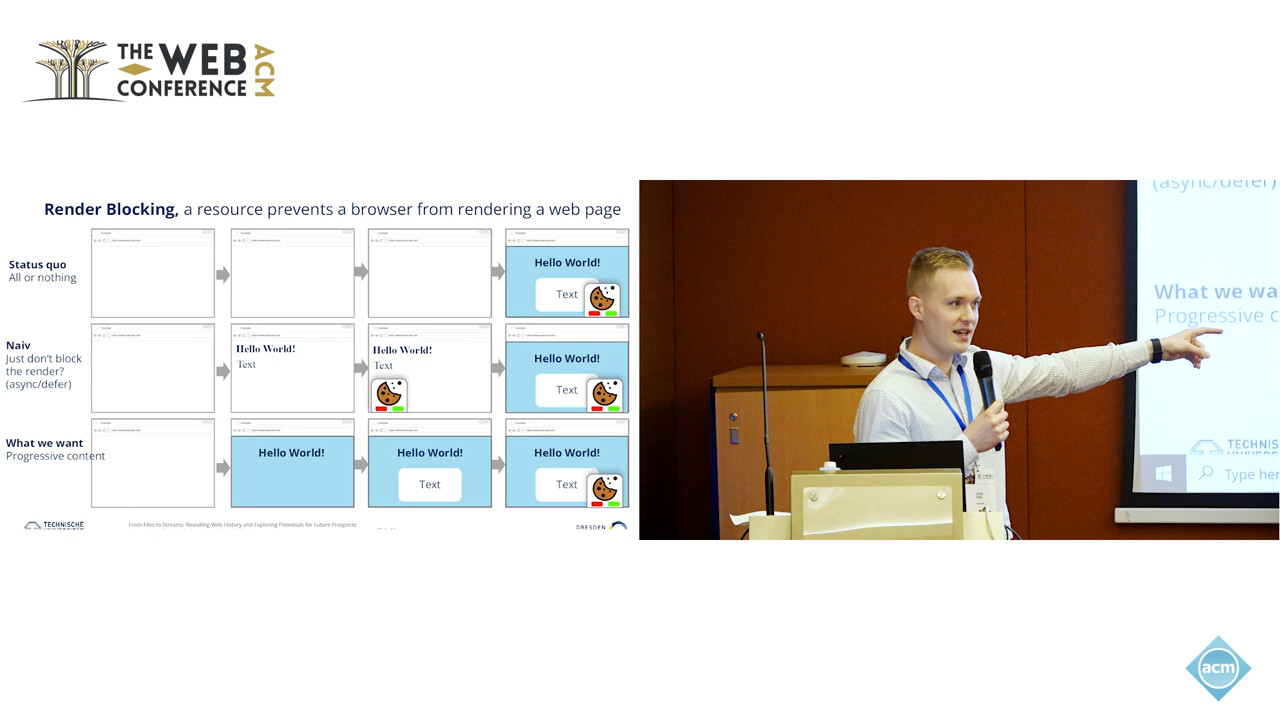 THE WEB
CONFERENCE
ACM
Render Blocking, a resource prevents a browser from rendering a web page
Status quo
All or nothing
Hello World!
Text
Naiv
Just don't block
the render?
(async/defer)
Hello World!
Text
Hello World!
Text
Hello World!
Text
What we want
Progressive content
Hello World!
Hello World!
Text
Hello World!
Text
TECHNISCHE
From Files to Streams: Revisiting Web History and Exploring Potentials for Future Prospects
DRESDEN
(async/defer)
What we wa
Progressive c
TECHNIS
Type her
acm